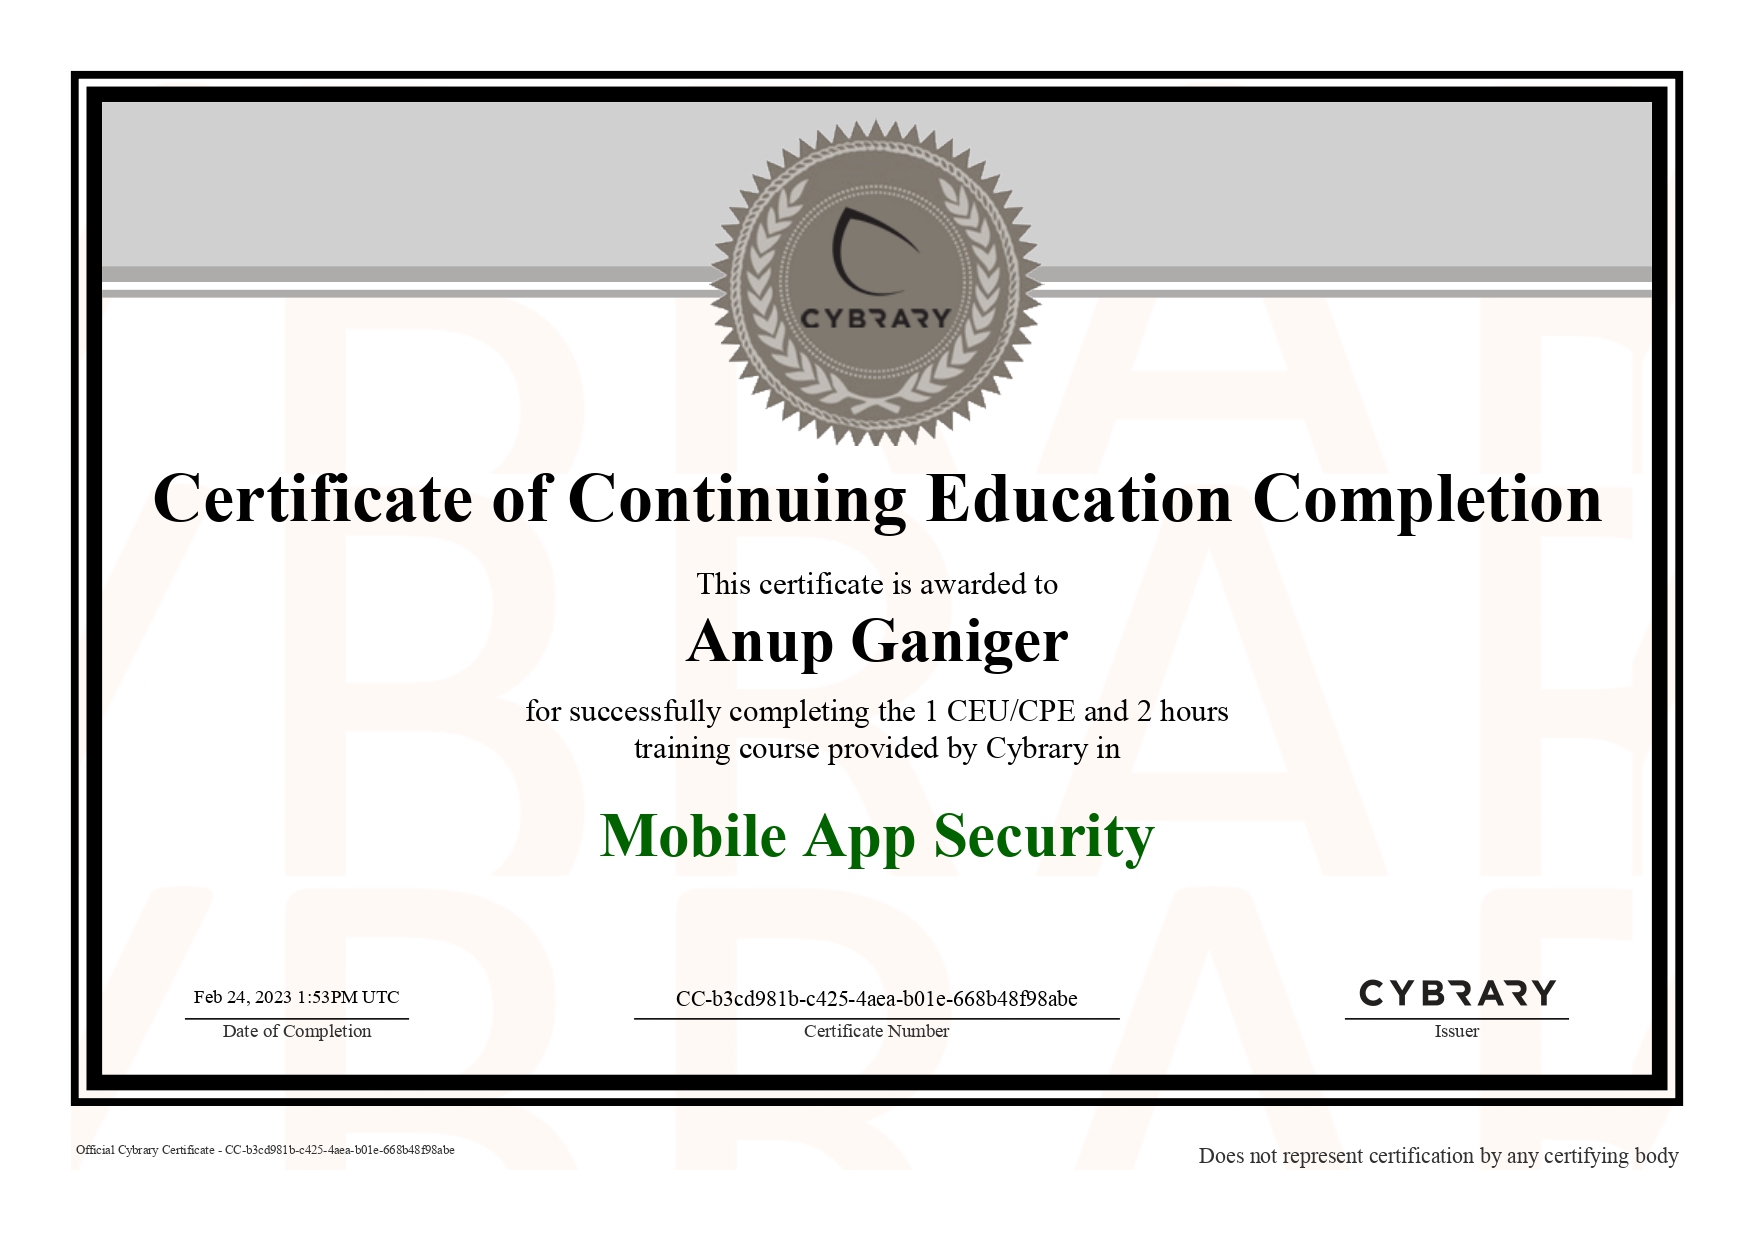 CYBRARY
Certificate of Continuing Education Completion
This certificate is awarded to
Anup Ganiger
for successfully completing the 1 CEU/CPE and 2 hours
training course provided by Cybrary in
Mobile App Security
Feb 24, 2023 1:53PM UTC
Date of Completion
CC-b3cd981b-c425-4aea-b01e-668b48f98abe
Certificate Number
CYBRARY
Issuer
Official Cybrary Certificate - CC-b3cd981b-c425-4aea-b01e-668b48f98abe
Does not represent certification by any certifying body